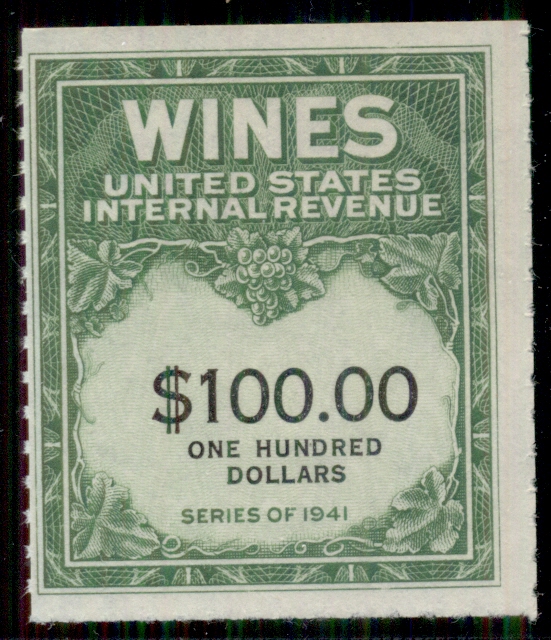 WINES
UNITED STATES
INTERNAL REVENUE
$100.00
ONE HUNDRED
DOLLARS
SERIES OF 1941